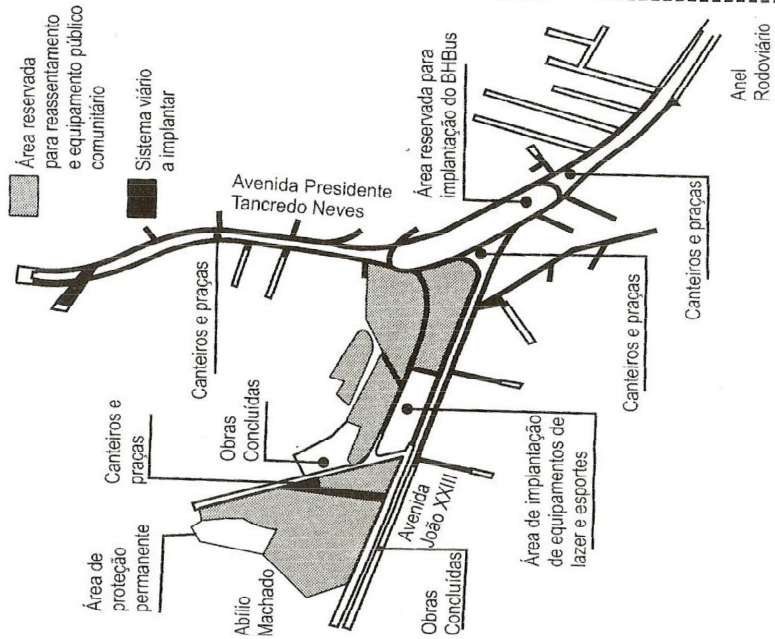 Área reservada
para reassentamento
e equipamento público
comunitário
Sistema viário
a implantar
Avenida Presidente
Tancredo Neves
Canteiros e praças
Área reservada para
implantação do BHBus
Anel
Rodoviário
Canteiros e praças
Canteiros e praças
Canteiros e
praças
Obras
Concluídas
Área de
proteção
permanente
Abílio
Machado
Avenida
João XXIII
Obras
Concluídas
Área de implantação
de equipamentos de
lazer e esportes